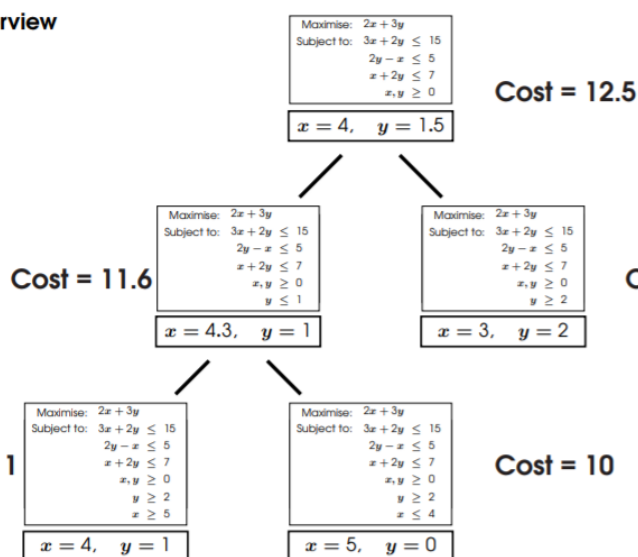 rview
Maximise: 2x + 3y
Subject to: 3x + 2y ≤ 15
2y − x ≤ 5
x + 2y ≤ 7
x, y ≥ 0
Cost = 12.5
x = 4, y = 1.5
Maximise: 2x + 3y
Subject to: 3x + 2y ≤ 15
2y − x ≤ 5
x + 2y ≤ 7
x, y ≥ 0
y ≤ 1
Cost = 11.6
x = 4.3, y = 1
Maximise: 2x + 3y
Subject to: 3x + 2y ≤ 15
2y − x ≤ 5
x + 2y ≤ 7
x, y ≥ 0
y ≥ 2
x = 3, y = 2
C
1
Maximise: 2x + 3y
Subject to: 3x + 2y ≤ 15
2y − x ≤ 5
x + 2y ≤ 7
x, y ≥ 0
y ≥ 2
x ≥ 5
x = 4, y = 1
Maximise: 2x + 3y
Subject to: 3x + 2y ≤ 15
2y − x ≤ 5
x + 2y ≤ 7
x, y ≥ 0
y ≥ 2
x ≤ 4
Cost = 10
x = 5, y = 0